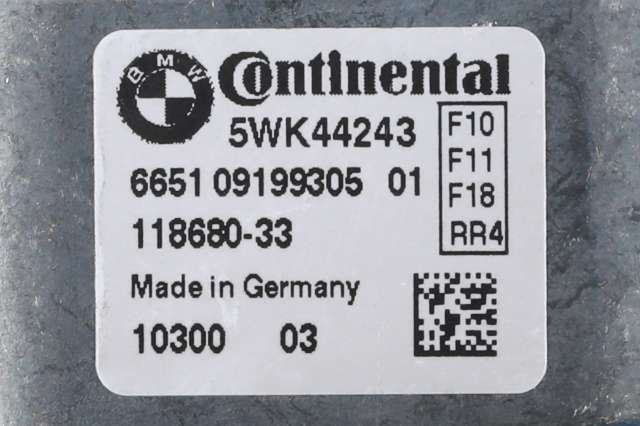 BMW Continental
5WK44243
6651 09199305 01
118680-33
F10
F11
F18
RR4
Made in Germany
10300 03